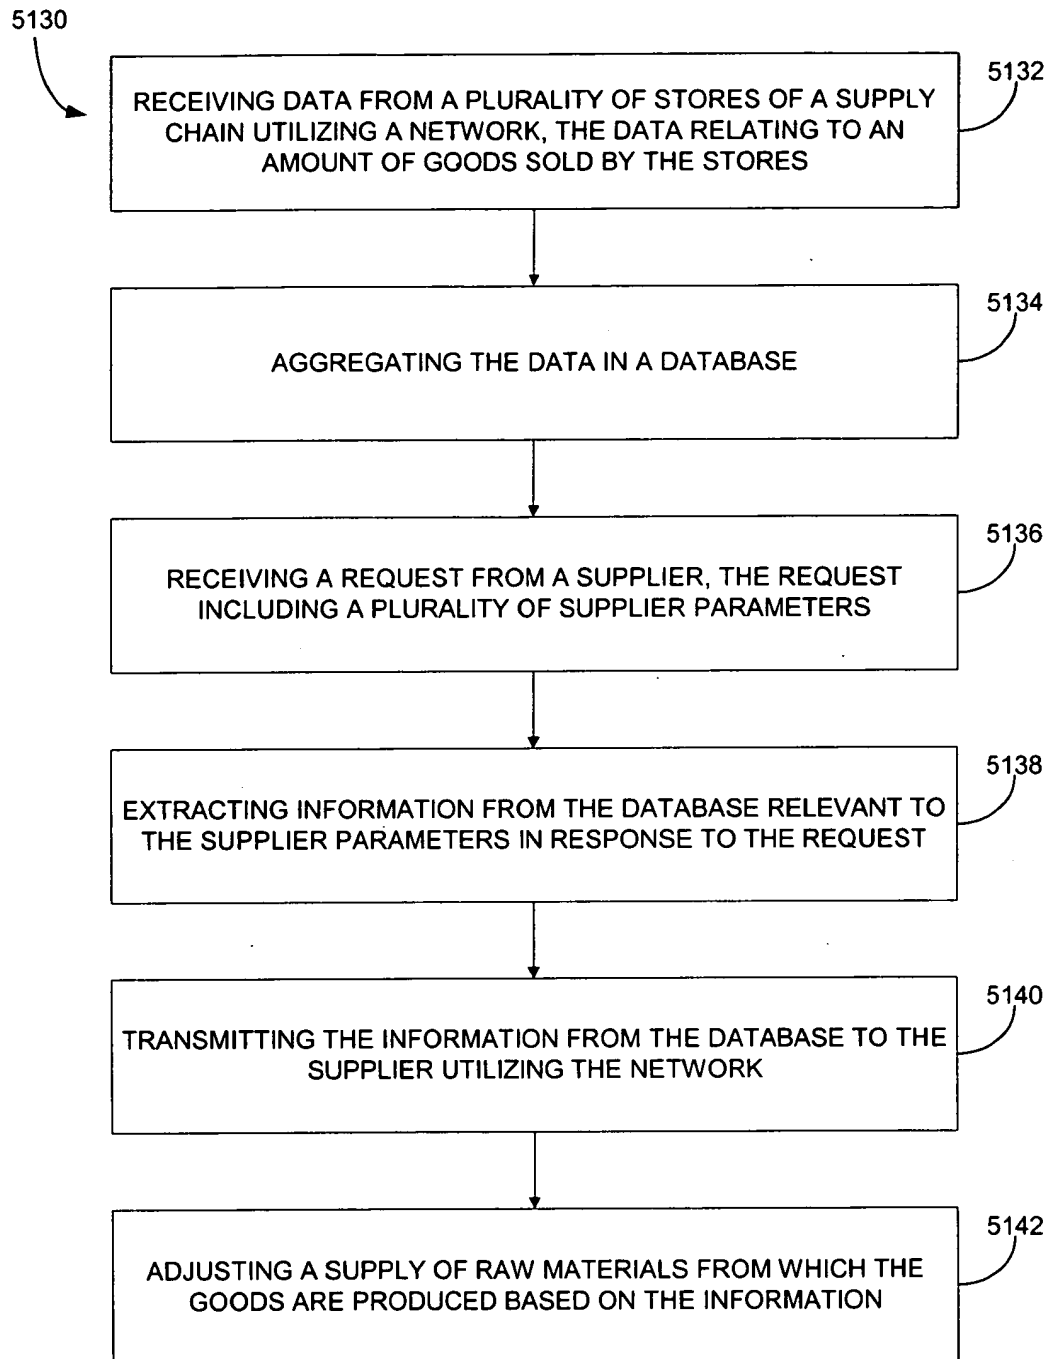 5130
5132
RECEIVING DATA FROM A PLURALITY OF STORES OF A SUPPLY
CHAIN UTILIZING A NETWORK, THE DATA RELATING TO AN
AMOUNT OF GOODS SOLD BY THE STORES
5134
AGGREGATING THE DATA IN A DATABASE
5136
RECEIVING A REQUEST FROM A SUPPLIER, THE REQUEST
INCLUDING A PLURALITY OF SUPPLIER PARAMETERS
5138
EXTRACTING INFORMATION FROM THE DATABASE RELEVANT TO
THE SUPPLIER PARAMETERS IN RESPONSE TO THE REQUEST
5140
TRANSMITTING THE INFORMATION FROM THE DATABASE TO THE
SUPPLIER UTILIZING THE NETWORK
5142
ADJUSTING A SUPPLY OF RAW MATERIALS FROM WHICH THE
GOODS ARE PRODUCED BASED ON THE INFORMATION